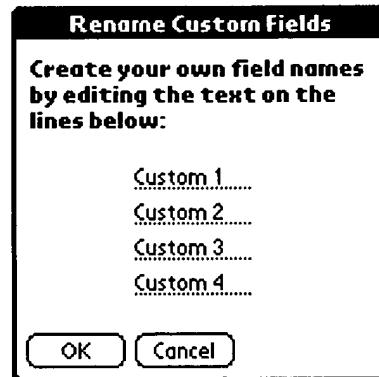 Rename Custom Fields
Create your own field names
by editing the text on the
lines below:
Custom 1
Custom 2
Custom 3
Custom 4
OK Cancel